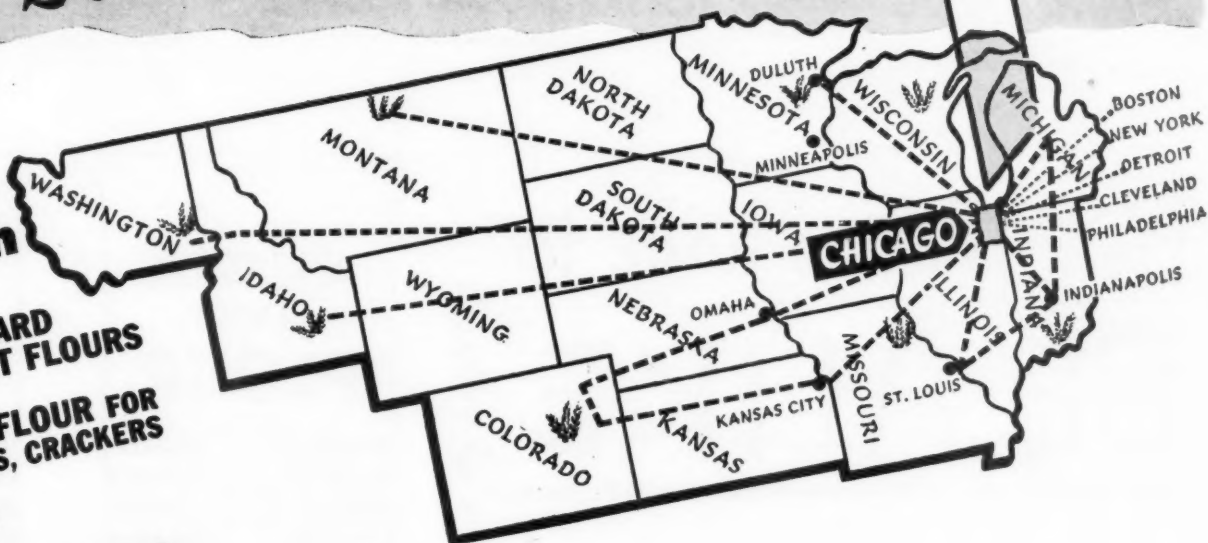 NORTH
DAKOTA
MINNESOTA
DULUTH
WISCONSIN
MICHIGAN
BOSTON
NEW YORK
DETROIT
CLEVELAND
PHILADELPHIA
MONTANA
MINNEAPOLIS
WASHINGTON
SOUTH
DAKOTA
IOWA
CHICAGO
INDIANA
INDIANAPOLIS
IDAHO
WYOMING
NEBRASKA
OMAHA
ILLINOIS
MISSOURI
ST. LOUIS
COLORADO
KANSAS
KANSAS CITY
ARD
T FLOURS
FLOUR FOR
S, CRACKERS